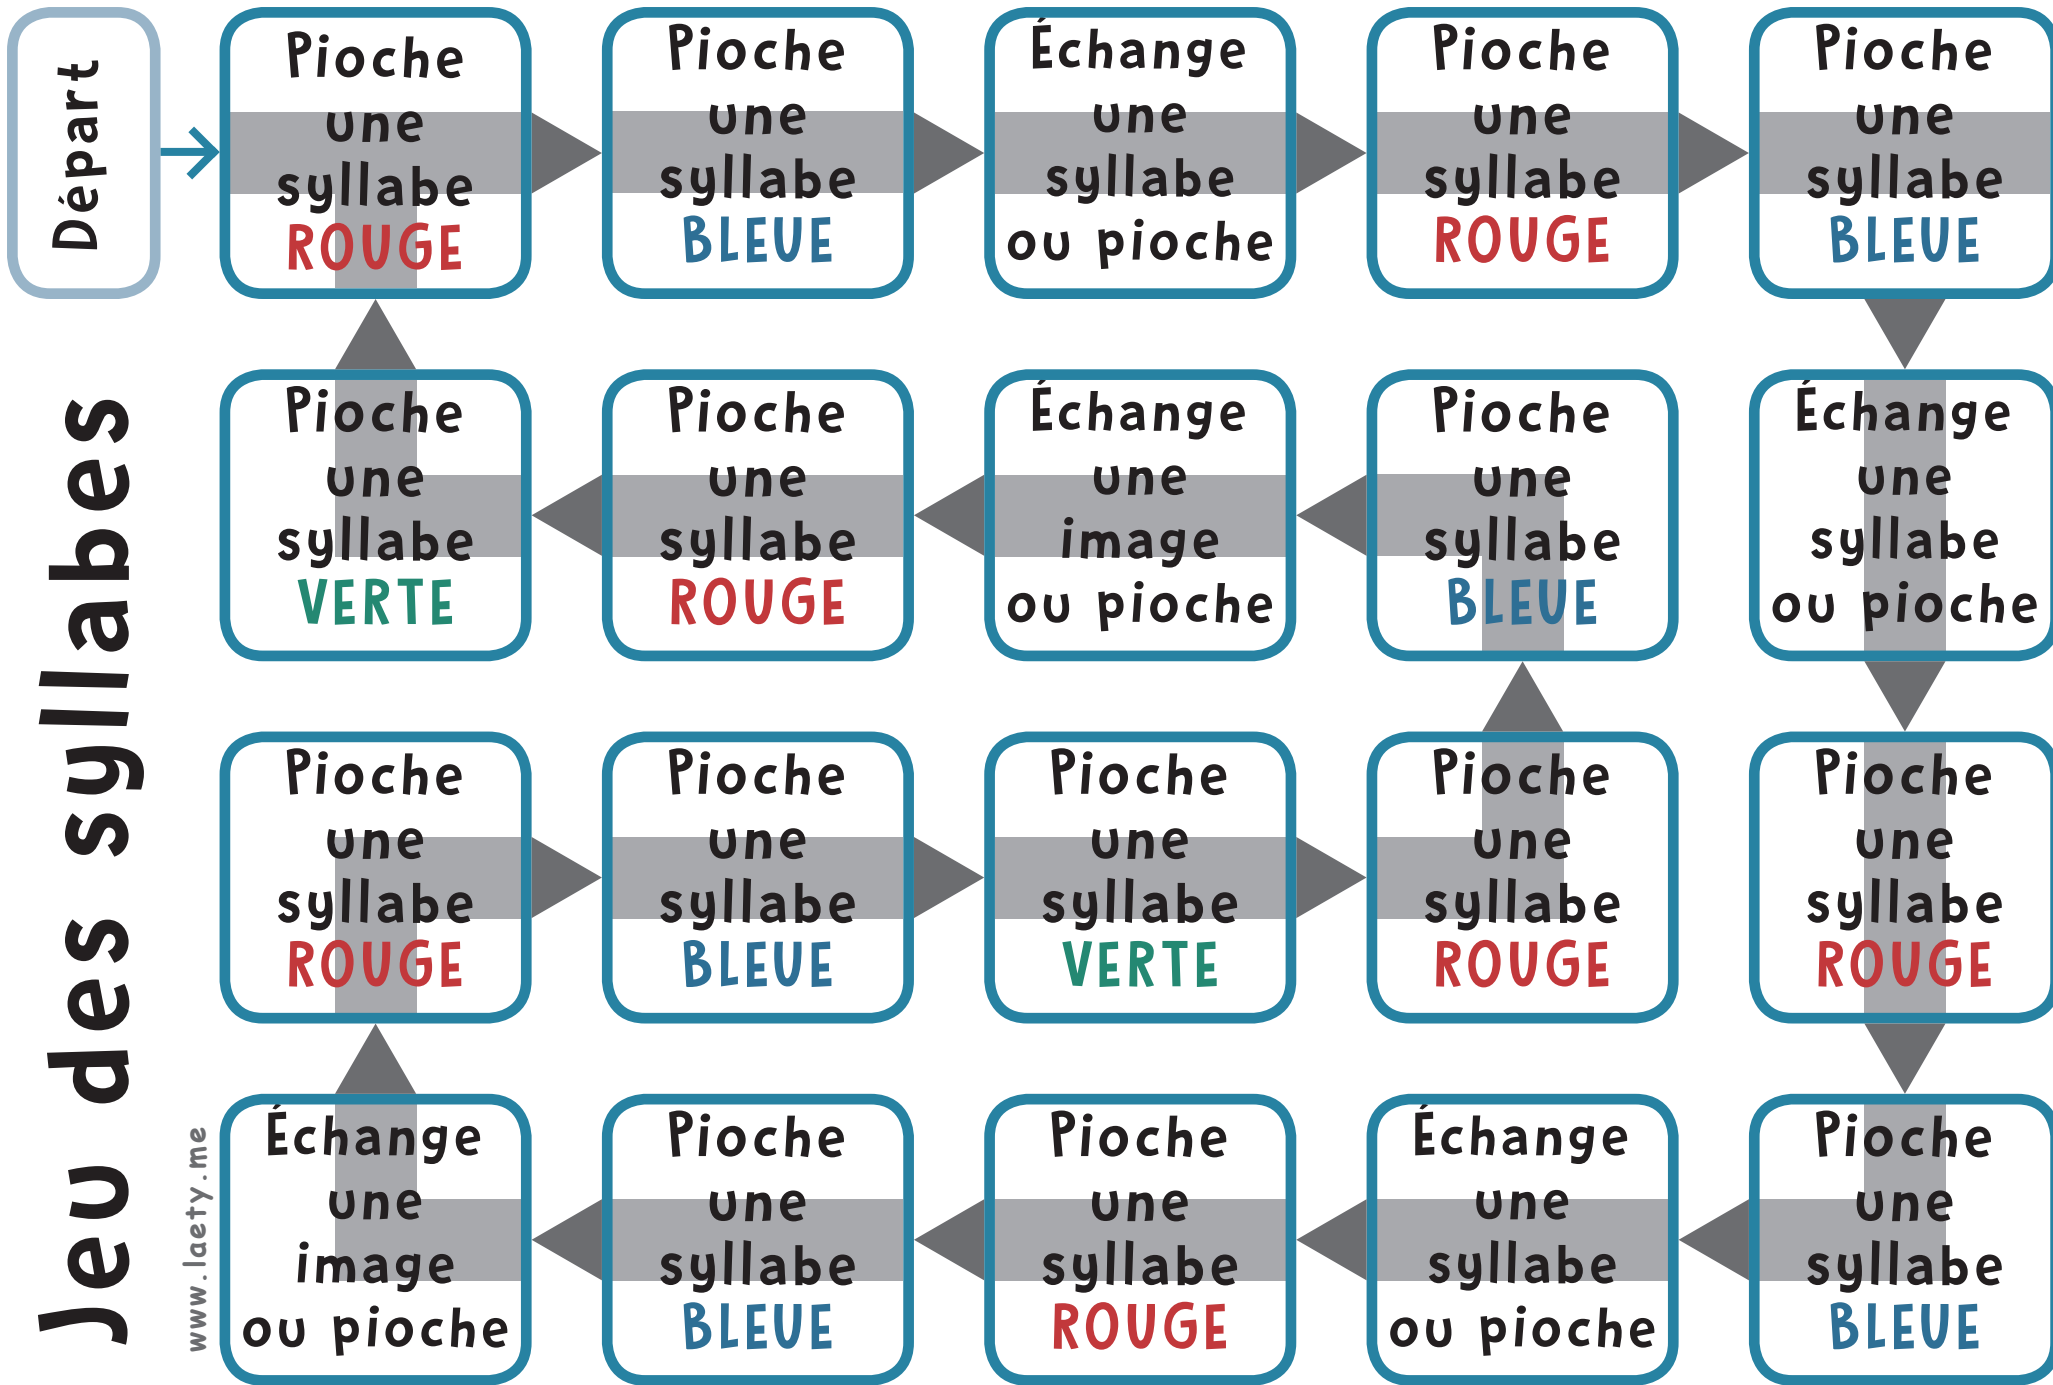 Départ
Pioche
une
syllabe
ROUGE
Pioche
une
syllabe
BLEUE
Échange
une
syllabe
ou pioche
Pioche
une
syllabe
ROUGE
Pioche
une
syllabe
BLEUE
Jeu des syllabes
Pioche
une
syllabe
VERTE
Pioche
une
syllabe
ROUGE
Échange
une
image
ou pioche
Pioche
une
syllabe
BLEUE
Échange
une
syllabe
ou pioche
Pioche
une
syllabe
ROUGE
Pioche
une
syllabe
BLEUE
Pioche
une
syllabe
VERTE
Pioche
une
syllabe
ROUGE
Pioche
une
syllabe
ROUGE
www.laety.me
Échange
une
image
ou pioche
Pioche
une
syllabe
BLEUE
Pioche
une
syllabe
ROUGE
Échange
une
syllabe
ou pioche
Pioche
une
syllabe
BLEUE